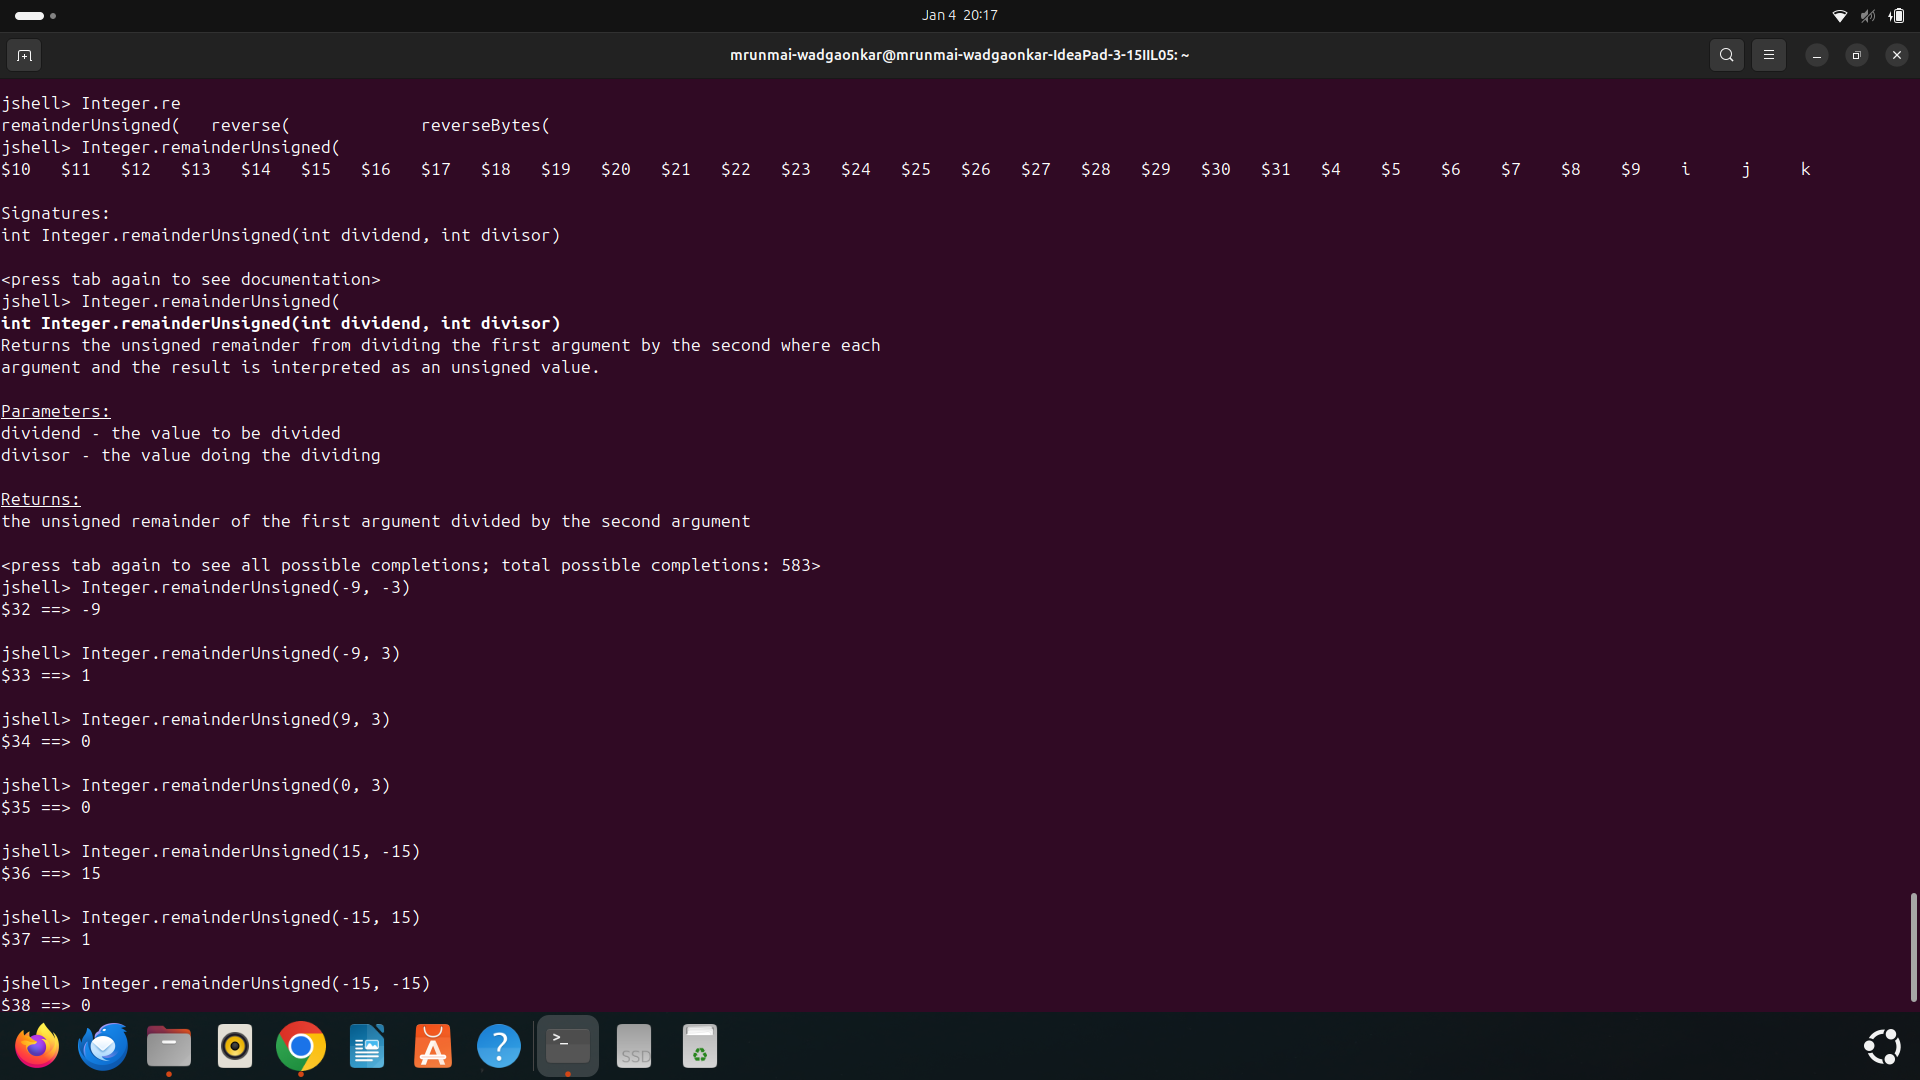 Jan 4 20:17
mrunmai-wadgaonkar@mrunmai-wadgaonkar-IdeaPad-3-15IIL05: ~
jshell> Integer.re
remainderUnsigned(   reverse(             reverseBytes(
jshell> Integer.remainderUnsigned(
$10   $11   $12   $13   $14   $15   $16   $17   $18   $19   $20   $21   $22   $23   $24   $25   $26   $27   $28   $29   $30   $31   $4    $5    $6    $7    $8    $9    i     j     k
Signatures:
int Integer.remainderUnsigned(int dividend, int divisor)
<press tab again to see documentation>
jshell> Integer.remainderUnsigned(
int Integer.remainderUnsigned(int dividend, int divisor)
Returns the unsigned remainder from dividing the first argument by the second where each
argument and the result is interpreted as an unsigned value.
Parameters:
dividend - the value to be divided
divisor - the value doing the dividing
Returns:
the unsigned remainder of the first argument divided by the second argument
<press tab again to see all possible completions; total possible completions: 583>
jshell> Integer.remainderUnsigned(-9, -3)
$32 ==> -9
jshell> Integer.remainderUnsigned(-9, 3)
$33 ==> 1
jshell> Integer.remainderUnsigned(9, 3)
$34 ==> 0
jshell> Integer.remainderUnsigned(0, 3)
$35 ==> 0
jshell> Integer.remainderUnsigned(15, -15)
$36 ==> 15
jshell> Integer.remainderUnsigned(-15, 15)
$37 ==> 1
jshell> Integer.remainderUnsigned(-15, -15)
$38 ==> 0
>_
SSD